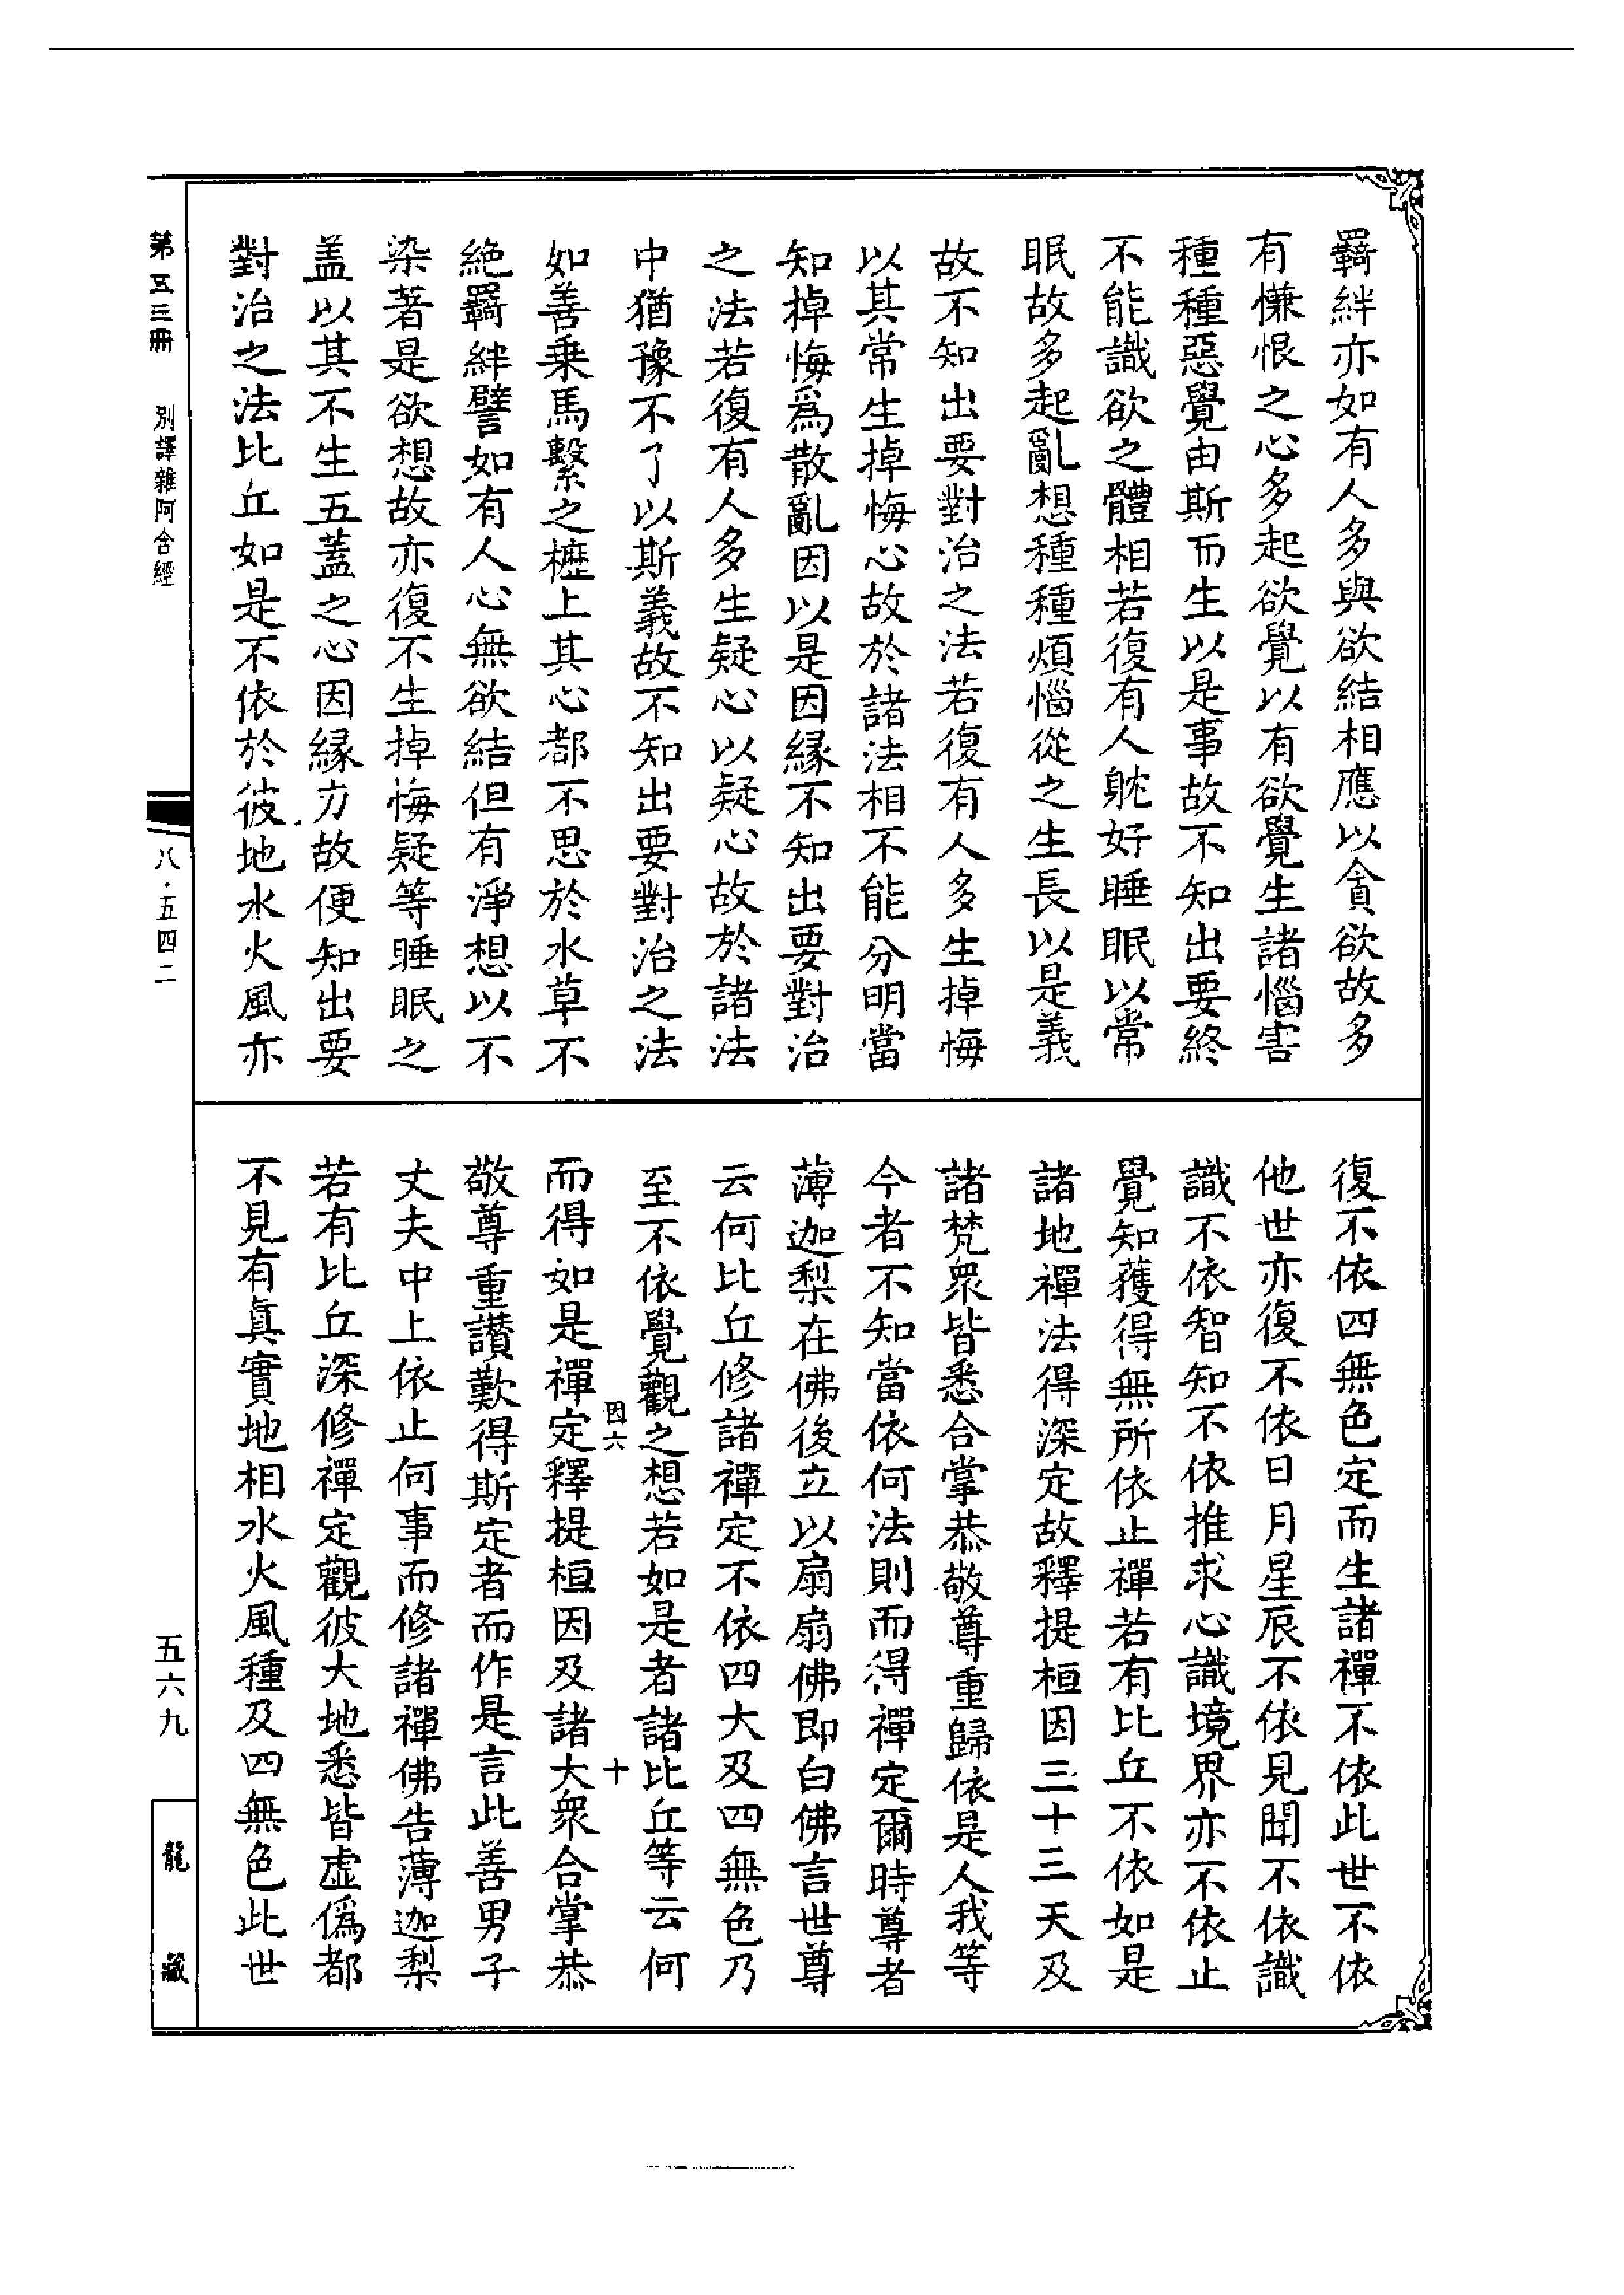 羇絆亦如有人多與欲結相應以貪欲故多
有慊恨之心多起欲覺以有欲覺生諸惱害
種種惡覺由斯而生以是事故不知出要終
不能識欲之體相若復有人躭好睡眠以常
眠故多起亂想種種煩惱從之生長以是義
故不知出要對治之法若復有人多生掉悔
以其常生掉悔心故於諸法相不能分明當
知掉悔爲散亂因以是因縁不知出要對治
之法若復有人多生疑心以疑心故於諸法
中猶豫不了以斯義故不知出要對治之法
如善乗馬繫之櫪上其心都不思於水草不
絶羇絆譬如有人心無欲結但有淨想以不
染著是欲想故亦復不生掉悔疑等睡眠之
盖以其不生五蓋之心因緣力故便知出要
對治之法比丘如是不依於彼地水火風亦
復不依四無色定而生諸禪不依此世不依
他世亦復不依日月星辰不依見聞不依識
識不依智知不依推求心識境界亦不依止
覺知獲得無所依止禪若有比丘不依如是
諸地禪法得深定故釋提桓因三十三天及
諸梵衆皆悉合掌恭敬尊重歸依是人我等
今者不知當依何法則而得禪定爾時尊者
薄迦梨在佛後立以扇扇佛即白佛言世尊
云何比丘修諸禪定不依四大及四無色乃
至不依覺觀之想若如是者諸比丘等云何
因六 十
而得如是禪定釋提桓因及諸大衆合掌恭
敬尊重讃歎得斯定者而作是言此善男子
丈夫中上依止何事而修諸禪佛告薄迦梨
若有比丘深修禪定觀彼大地悉皆虛僞都
不見有眞實地相水火風種及四無色此世
第五三冊 別譯雜阿含經
八·五四二
五六九
龍藏